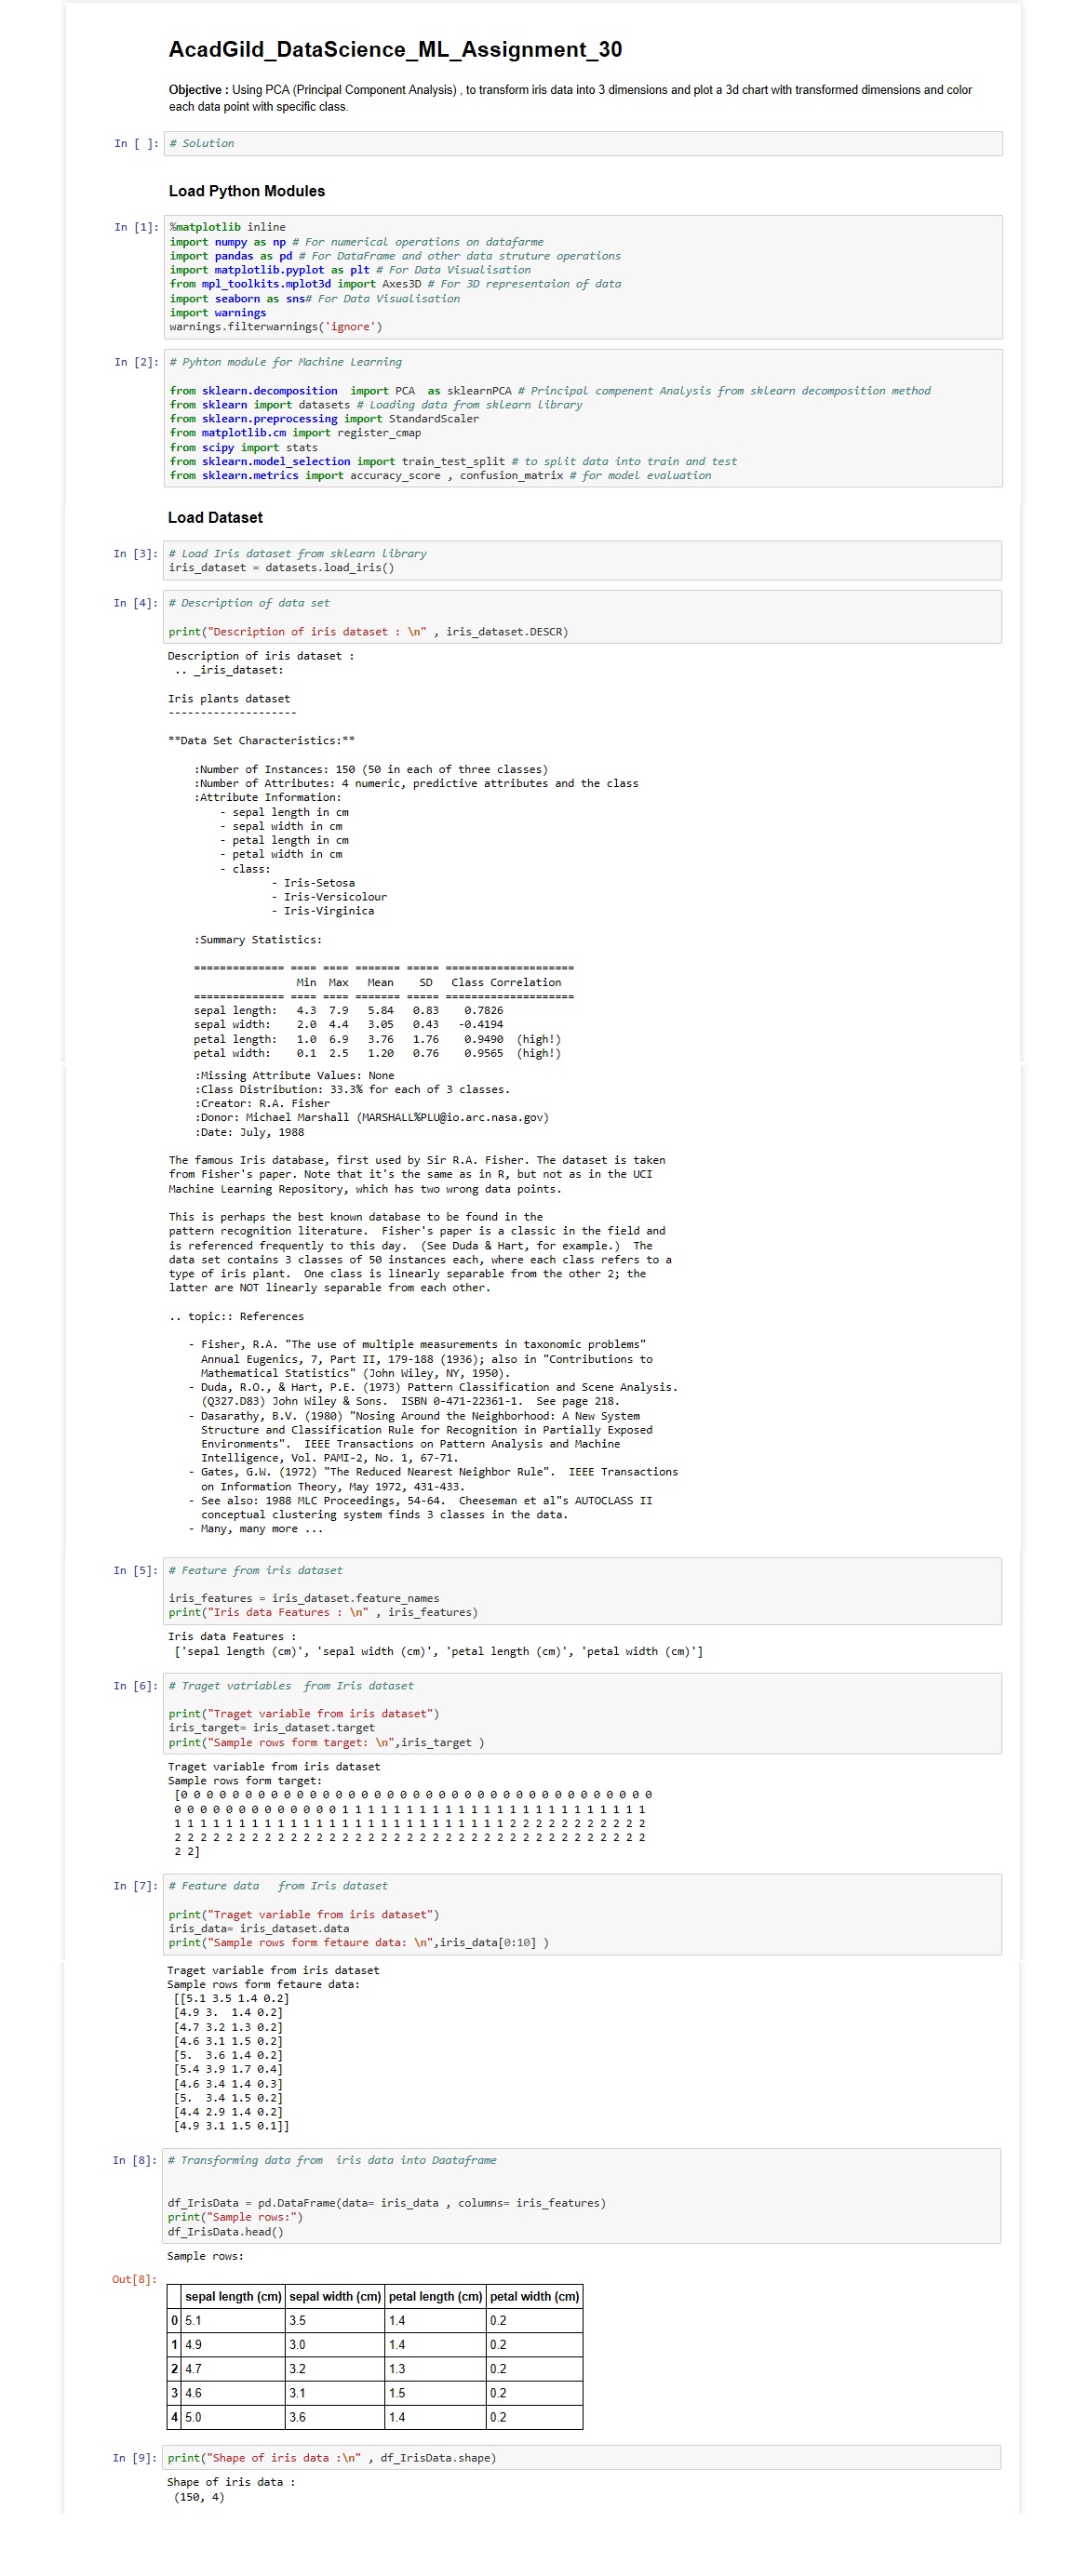 AcadGild_DataScience_ML_Assignment_30
Objective : Using PCA (Principal Component Analysis) , to transform iris data into 3 dimensions and plot a 3d chart with transformed dimensions and color
each data point with specific class.
In [ ]: # Solution
Load Python Modules
In [1]: %matplotlib inline
import numpy as np # For numerical operations on datafarme
import pandas as pd # For DataFrame and other data struture operations
import matplotlib.pyplot as plt # For Data Visualisation
from mpl_toolkits.mplot3d import Axes3D # For 3D representaion of data
import seaborn as sns# For Data Visualisation
import warnings
warnings.filterwarnings('ignore')
In [2]: # Pyhton module for Machine Learning
from sklearn.decomposition  import PCA  as sklearnPCA # Principal compenent Analysis from sklearn decomposition method
from sklearn import datasets # Loading data from sklearn library
from sklearn.preprocessing import StandardScaler
from matplotlib.cm import register_cmap
from scipy import stats
from sklearn.model_selection import train_test_split # to split data into train and test
from sklearn.metrics import accuracy_score , confusion_matrix # for model evaluation
Load Dataset
In [3]: # Load Iris dataset from sklearn library
iris_dataset = datasets.load_iris()
In [4]: # Description of data set
print("Description of iris dataset : \n" , iris_dataset.DESCR)
Description of iris dataset :
.. _iris_dataset:
Iris plants dataset
--------------------
**Data Set Characteristics:**
:Number of Instances: 150 (50 in each of three classes)
:Number of Attributes: 4 numeric, predictive attributes and the class
:Attribute Information:
- sepal length in cm
- sepal width in cm
- petal length in cm
- petal width in cm
- class:
- Iris-Setosa
- Iris-Versicolour
- Iris-Virginica
:Summary Statistics:
============== ==== ==== ======= ===== ====================
Min  Max   Mean    SD   Class Correlation
============== ==== ==== ======= ===== ====================
sepal length:   4.3  7.9   5.84   0.83    0.7826
sepal width:    2.0  4.4   3.05   0.43   -0.4194
petal length:   1.0  6.9   3.76   1.76    0.9490  (high!)
petal width:    0.1  2.5   1.20   0.76    0.9565  (high!)
:Missing Attribute Values: None
:Class Distribution: 33.3% for each of 3 classes.
:Creator: R.A. Fisher
:Donor: Michael Marshall (MARSHALL%PLU@io.arc.nasa.gov)
:Date: July, 1988
The famous Iris database, first used by Sir R.A. Fisher. The dataset is taken
from Fisher's paper. Note that it's the same as in R, but not as in the UCI
Machine Learning Repository, which has two wrong data points.
This is perhaps the best known database to be found in the
pattern recognition literature.  Fisher's paper is a classic in the field and
is referenced frequently to this day.  (See Duda & Hart, for example.)  The
data set contains 3 classes of 50 instances each, where each class refers to a
type of iris plant.  One class is linearly separable from the other 2; the
latter are NOT linearly separable from each other.
.. topic:: References
- Fisher, R.A. "The use of multiple measurements in taxonomic problems"
Annual Eugenics, 7, Part II, 179-188 (1936); also in "Contributions to
Mathematical Statistics" (John Wiley, NY, 1950).
- Duda, R.O., & Hart, P.E. (1973) Pattern Classification and Scene Analysis.
(Q327.D83) John Wiley & Sons.  ISBN 0-471-22361-1.  See page 218.
- Dasarathy, B.V. (1980) "Nosing Around the Neighborhood: A New System
Structure and Classification Rule for Recognition in Partially Exposed
Environments".  IEEE Transactions on Pattern Analysis and Machine
Intelligence, Vol. PAMI-2, No. 1, 67-71.
- Gates, G.W. (1972) "The Reduced Nearest Neighbor Rule".  IEEE Transactions
on Information Theory, May 1972, 431-433.
- See also: 1988 MLC Proceedings, 54-64.  Cheeseman et al"s AUTOCLASS II
conceptual clustering system finds 3 classes in the data.
- Many, many more ...
In [5]: # Feature from iris dataset
iris_features = iris_dataset.feature_names
print("Iris data Features : \n" , iris_features)
Iris data Features :
['sepal length (cm)', 'sepal width (cm)', 'petal length (cm)', 'petal width (cm)']
In [6]: # Traget vatriables  from Iris dataset
print("Traget variable from iris dataset")
iris_target= iris_dataset.target
print("Sample rows form target: \n",iris_target )
Traget variable from iris dataset
Sample rows form target:
[0 0 0 0 0 0 0 0 0 0 0 0 0 0 0 0 0 0 0 0 0 0 0 0 0 0 0 0 0 0 0 0 0 0 0 0 0
0 0 0 0 0 0 0 0 0 0 0 0 0 1 1 1 1 1 1 1 1 1 1 1 1 1 1 1 1 1 1 1 1 1 1 1 1
1 1 1 1 1 1 1 1 1 1 1 1 1 1 1 1 1 1 1 1 1 1 1 1 1 1 2 2 2 2 2 2 2 2 2 2 2
2 2 2 2 2 2 2 2 2 2 2 2 2 2 2 2 2 2 2 2 2 2 2 2 2 2 2 2 2 2 2 2 2 2 2 2 2
2 2]
In [7]: # Feature data   from Iris dataset
print("Traget variable from iris dataset")
iris_data= iris_dataset.data
print("Sample rows form fetaure data: \n",iris_data[0:10] )
Traget variable from iris dataset
Sample rows form fetaure data:
[[5.1 3.5 1.4 0.2]
[4.9 3.  1.4 0.2]
[4.7 3.2 1.3 0.2]
[4.6 3.1 1.5 0.2]
[5.  3.6 1.4 0.2]
[5.4 3.9 1.7 0.4]
[4.6 3.4 1.4 0.3]
[5.  3.4 1.5 0.2]
[4.4 2.9 1.4 0.2]
[4.9 3.1 1.5 0.1]]
In [8]: # Transforming data from  iris data into Daataframe
df_IrisData = pd.DataFrame(data= iris_data , columns= iris_features)
print("Sample rows:")
df_IrisData.head()
Sample rows:
Out[8]:
sepal length (cm) sepal width (cm) petal length (cm) petal width (cm)
0 5.1 3.5 1.4 0.2
1 4.9 3.0 1.4 0.2
2 4.7 3.2 1.3 0.2
3 4.6 3.1 1.5 0.2
4 5.0 3.6 1.4 0.2
In [9]: print("Shape of iris data :\n" , df_IrisData.shape)
Shape of iris data :
(150, 4)